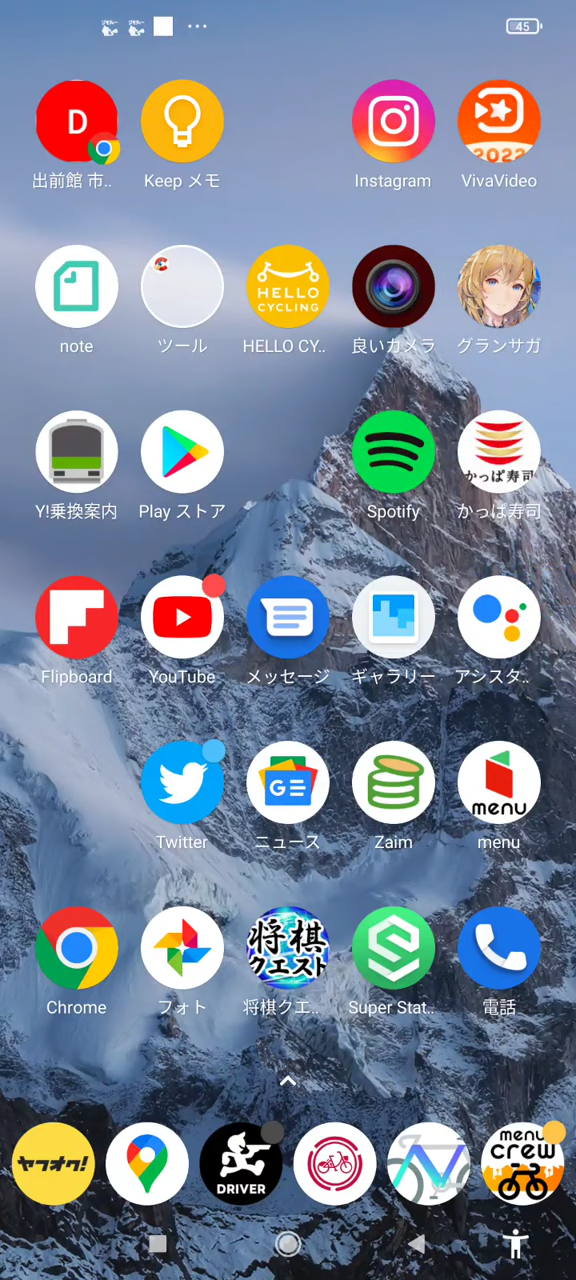 45
D
2022
出前館 市..
Keep メモ
Instagram
VivaVideo
HELLO
CYCLING
note
ツール
HELLO CY..
良いカメラ
グランサガ
かっぱ寿司
Y!乗換案内
Play ストア
Spotify
かっぱ寿司
Flipboard
YouTube
メッセージ
ギャラリー
アシスタ..
GE
menu
Twitter
ニュース
Zaim
menu
将棋
クエスト
Chrome
フォト
将棋クエ..
Super Stat..
電話
ヤフオク!
DRIVER
menu
crew